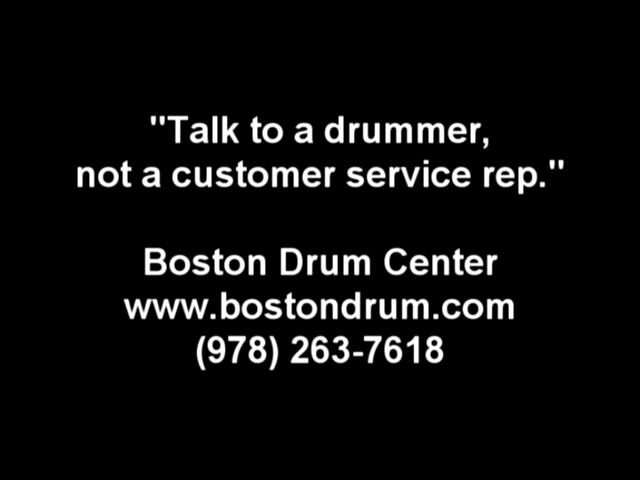 "Talk to a drummer,
not a customer service rep."
Boston Drum Center
www.bostondrum.com
(978) 263-7618